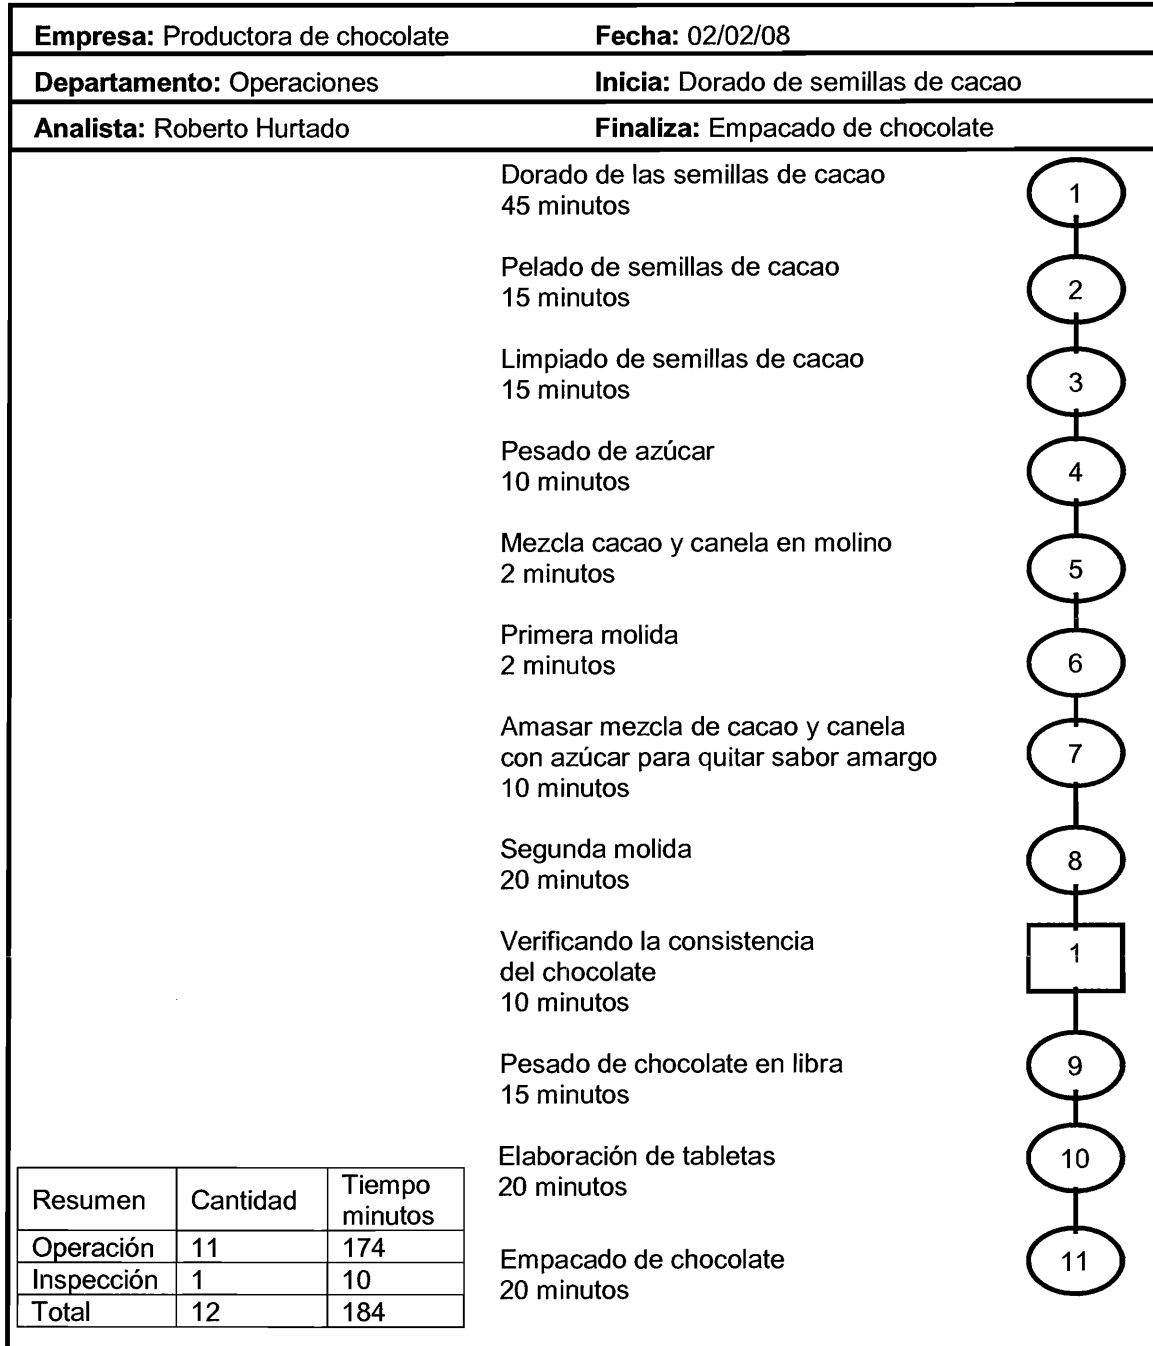 Empresa: Productora de chocolate Fecha: 02/02/08
Departamento: Operaciones Inicia: Dorado de semillas de cacao
Analista: Roberto Hurtado Finaliza: Empacado de chocolate
Dorado de las semillas de cacao
45 minutos
1
Pelado de semillas de cacao
15 minutos
2
Limpiado de semillas de cacao
15 minutos
3
Pesado de azúcar
10 minutos
4
Mezcla cacao y canela en molino
2 minutos
5
Primera molida
2 minutos
6
Amasar mezcla de cacao y canela
con azúcar para quitar sabor amargo
10 minutos
7
Segunda molida
20 minutos
8
Verificando la consistencia
del chocolate
10 minutos
1
Pesado de chocolate en libra
15 minutos
9
Elaboración de tabletas
20 minutos
10
Empacado de chocolate
20 minutos
11
Resumen Cantidad Tiempo
minutos
Operación 11 174
Inspección 1 10
Total 12 184